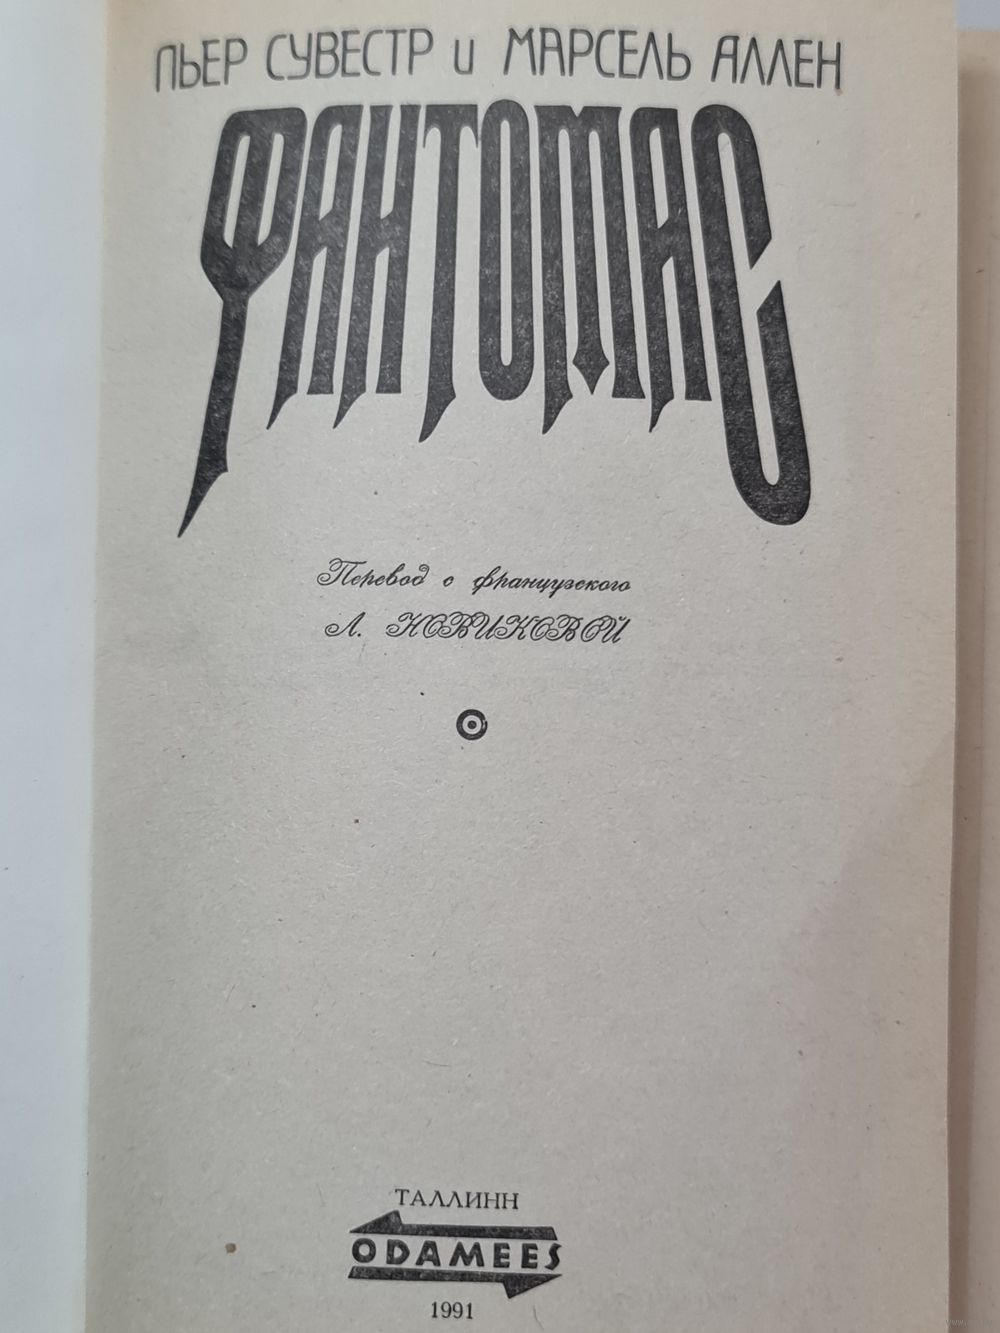 ПЬЕР СУВЕСТР и МАРСЕЛЬ АЛЛЕН
ФАНТОМАС
Перевод с французского
Л. НОВИКОВОЙ
ТАЛЛИНН
ODAMEES
1991